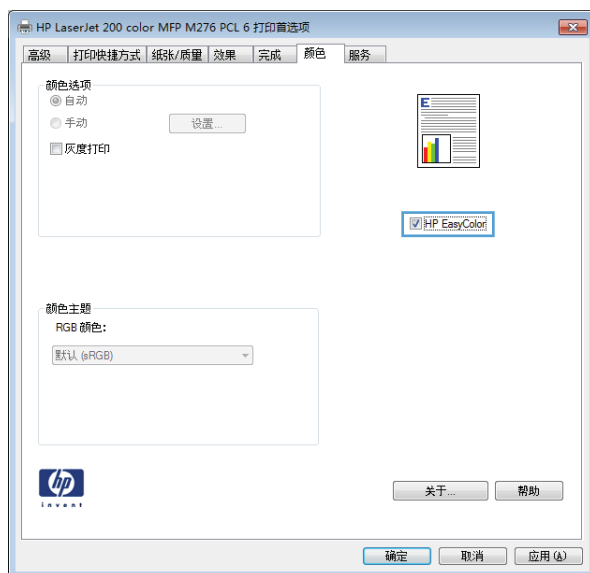 HP LaserJet 200 color MFP M276 PCL 6 打印首选项
高级 打印快捷方式 纸张/质量 效果 完成 颜色 服务
颜色选项
自动
手动
设置...
灰度打印
E
HP EasyColor
颜色主题
RGB 颜色:
默认 (sRGB)
hp
invent
关于...
帮助
确定
取消
应用(A)